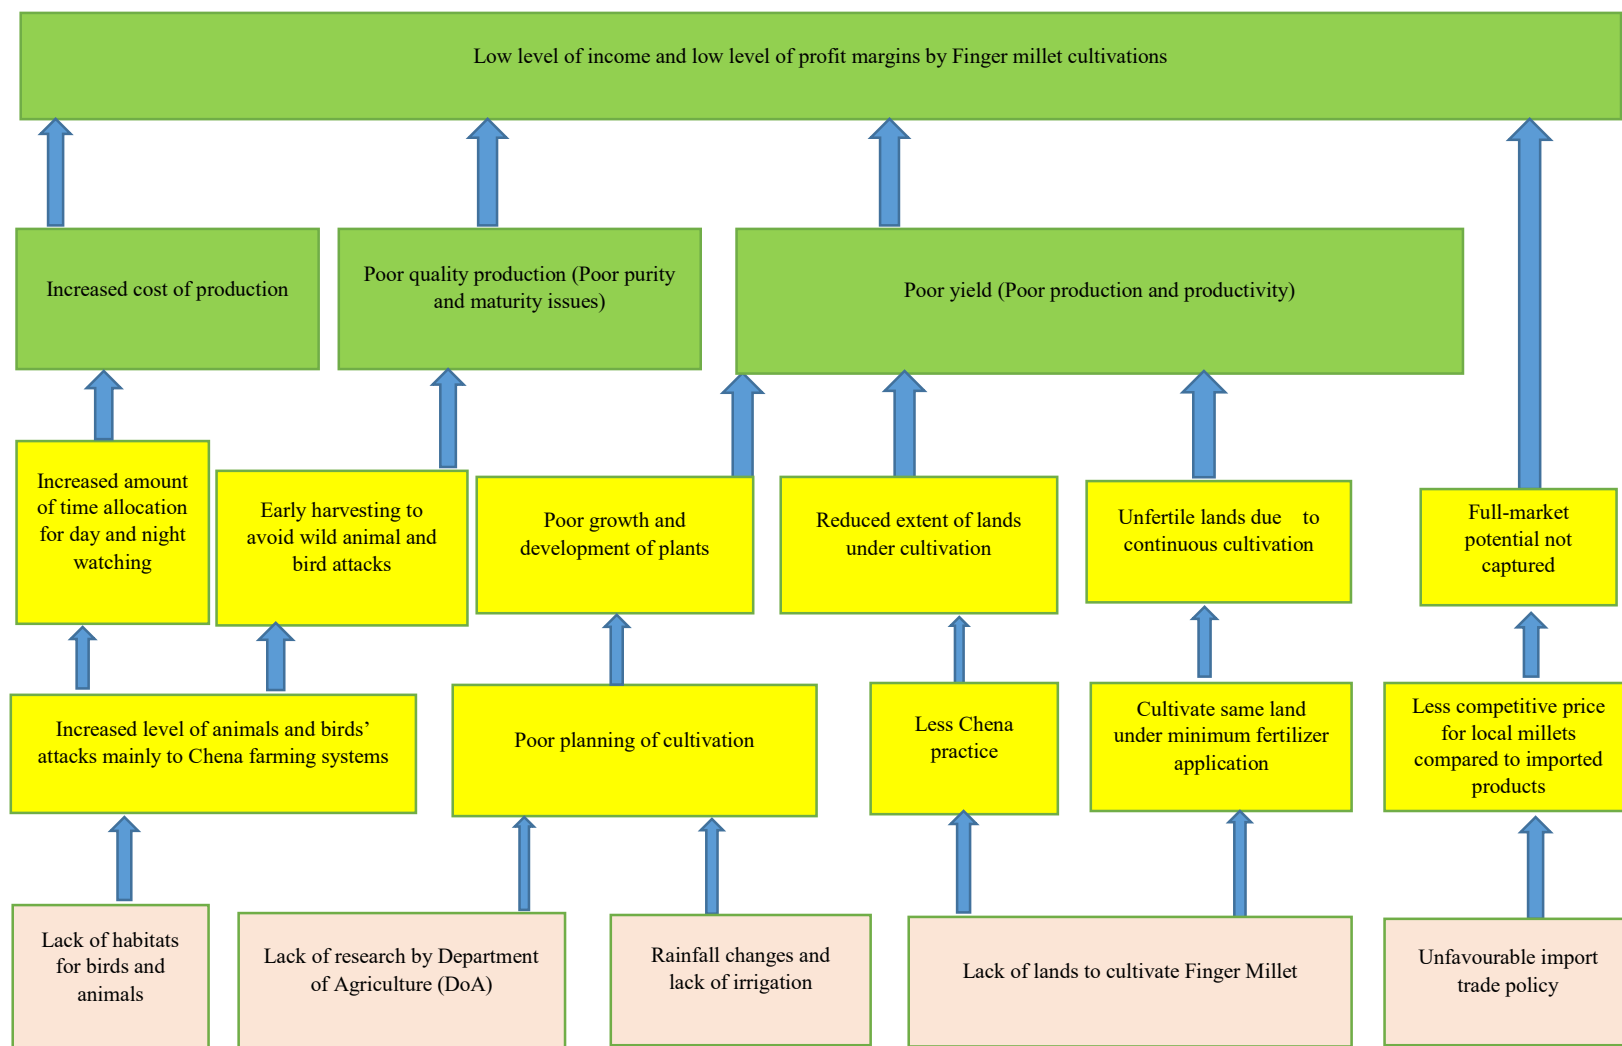 Low level of income and low level of profit margins by Finger millet cultivations
Increased cost of production
Poor quality production (Poor purity
and maturity issues)
Poor yield (Poor production and productivity)
Increased amount
of time allocation
for day and night
watching
Early harvesting to
avoid wild animal and
bird attacks
Poor growth and
development of plants
Reduced extent of lands
under cultivation
Unfertile lands due to
continuous cultivation
Full-market
potential not
captured
Increased level of animals and birds’
attacks mainly to Chena farming systems
Poor planning of cultivation
Less Chena
practice
Cultivate same land
under minimum fertilizer
application
Less competitive price
for local millets
compared to imported
products
Lack of habitats
for birds and
animals
Lack of research by Department
of Agriculture (DoA)
Rainfall changes and
lack of irrigation
Lack of lands to cultivate Finger Millet
Unfavourable import
trade policy